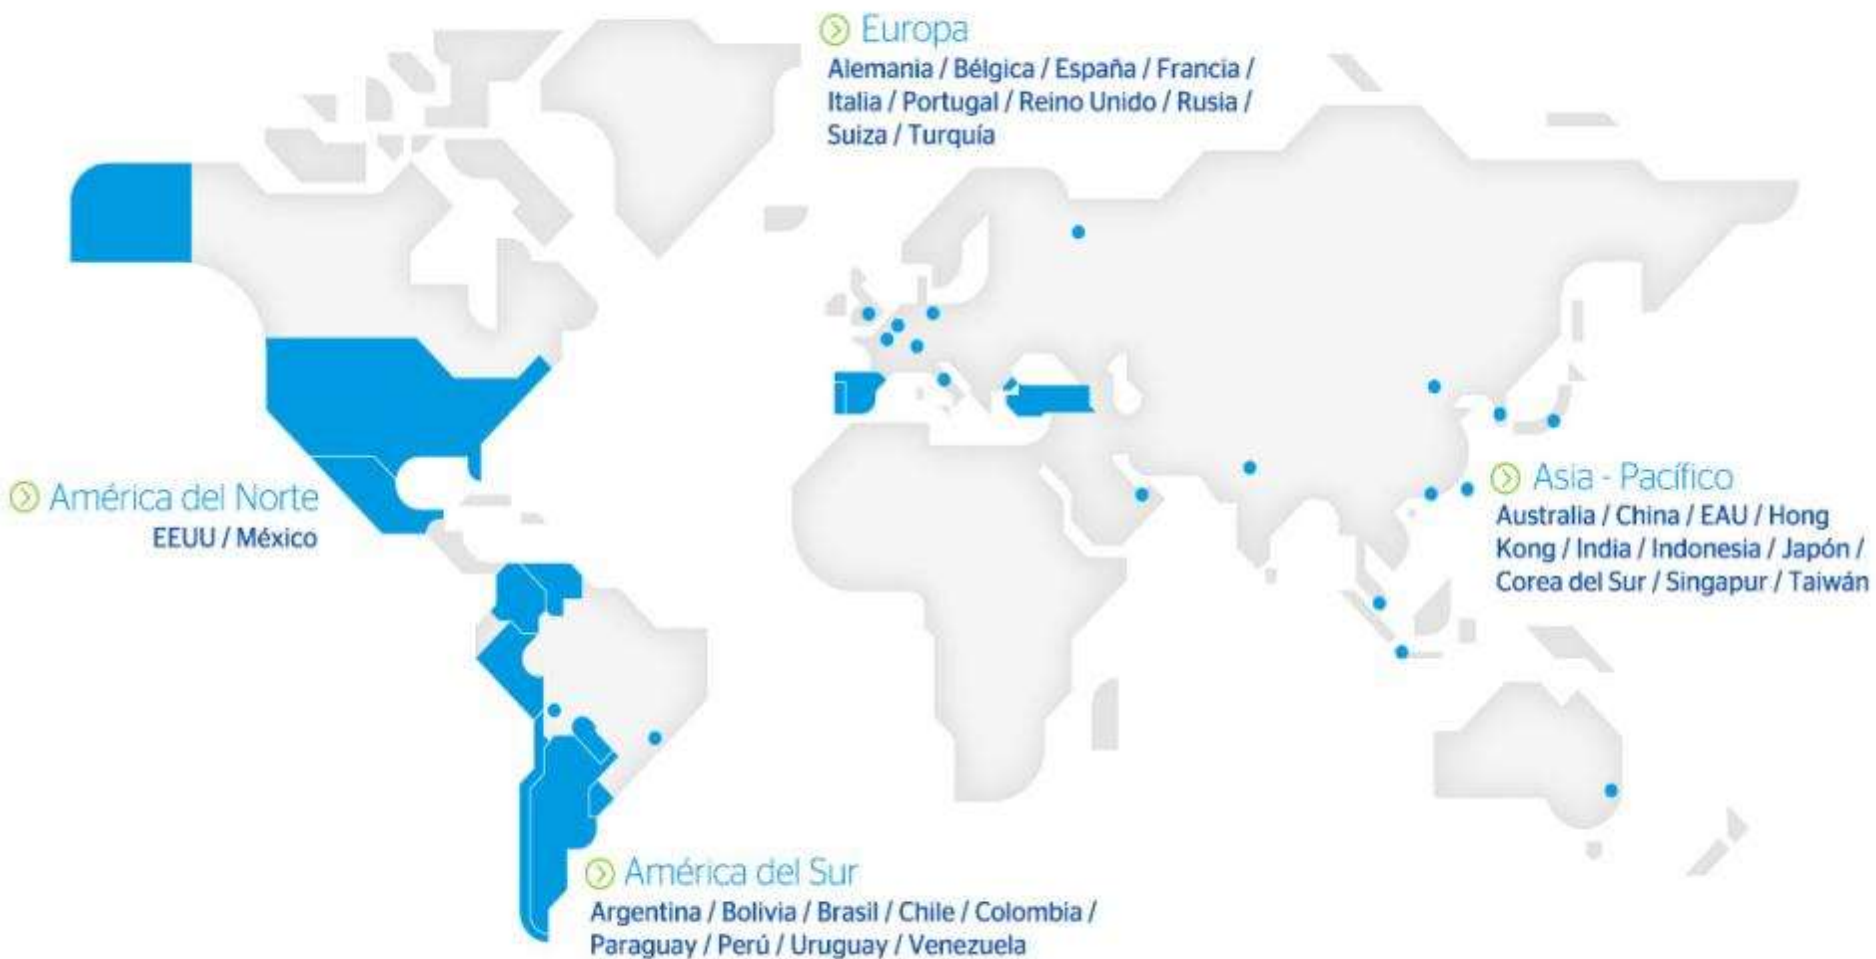 Europa
Alemania / Bélgica / España / Francia /
Italia / Portugal / Reino Unido / Rusia /
Suiza / Turquía
América del Norte
EEUU / México
Asia - Pacífico
Australia / China / EAU / Hong
Kong / India / Indonesia / Japón /
Corea del Sur / Singapur / Taiwán
América del Sur
Argentina / Bolivia / Brasil / Chile / Colombia /
Paraguay / Perú / Uruguay / Venezuela